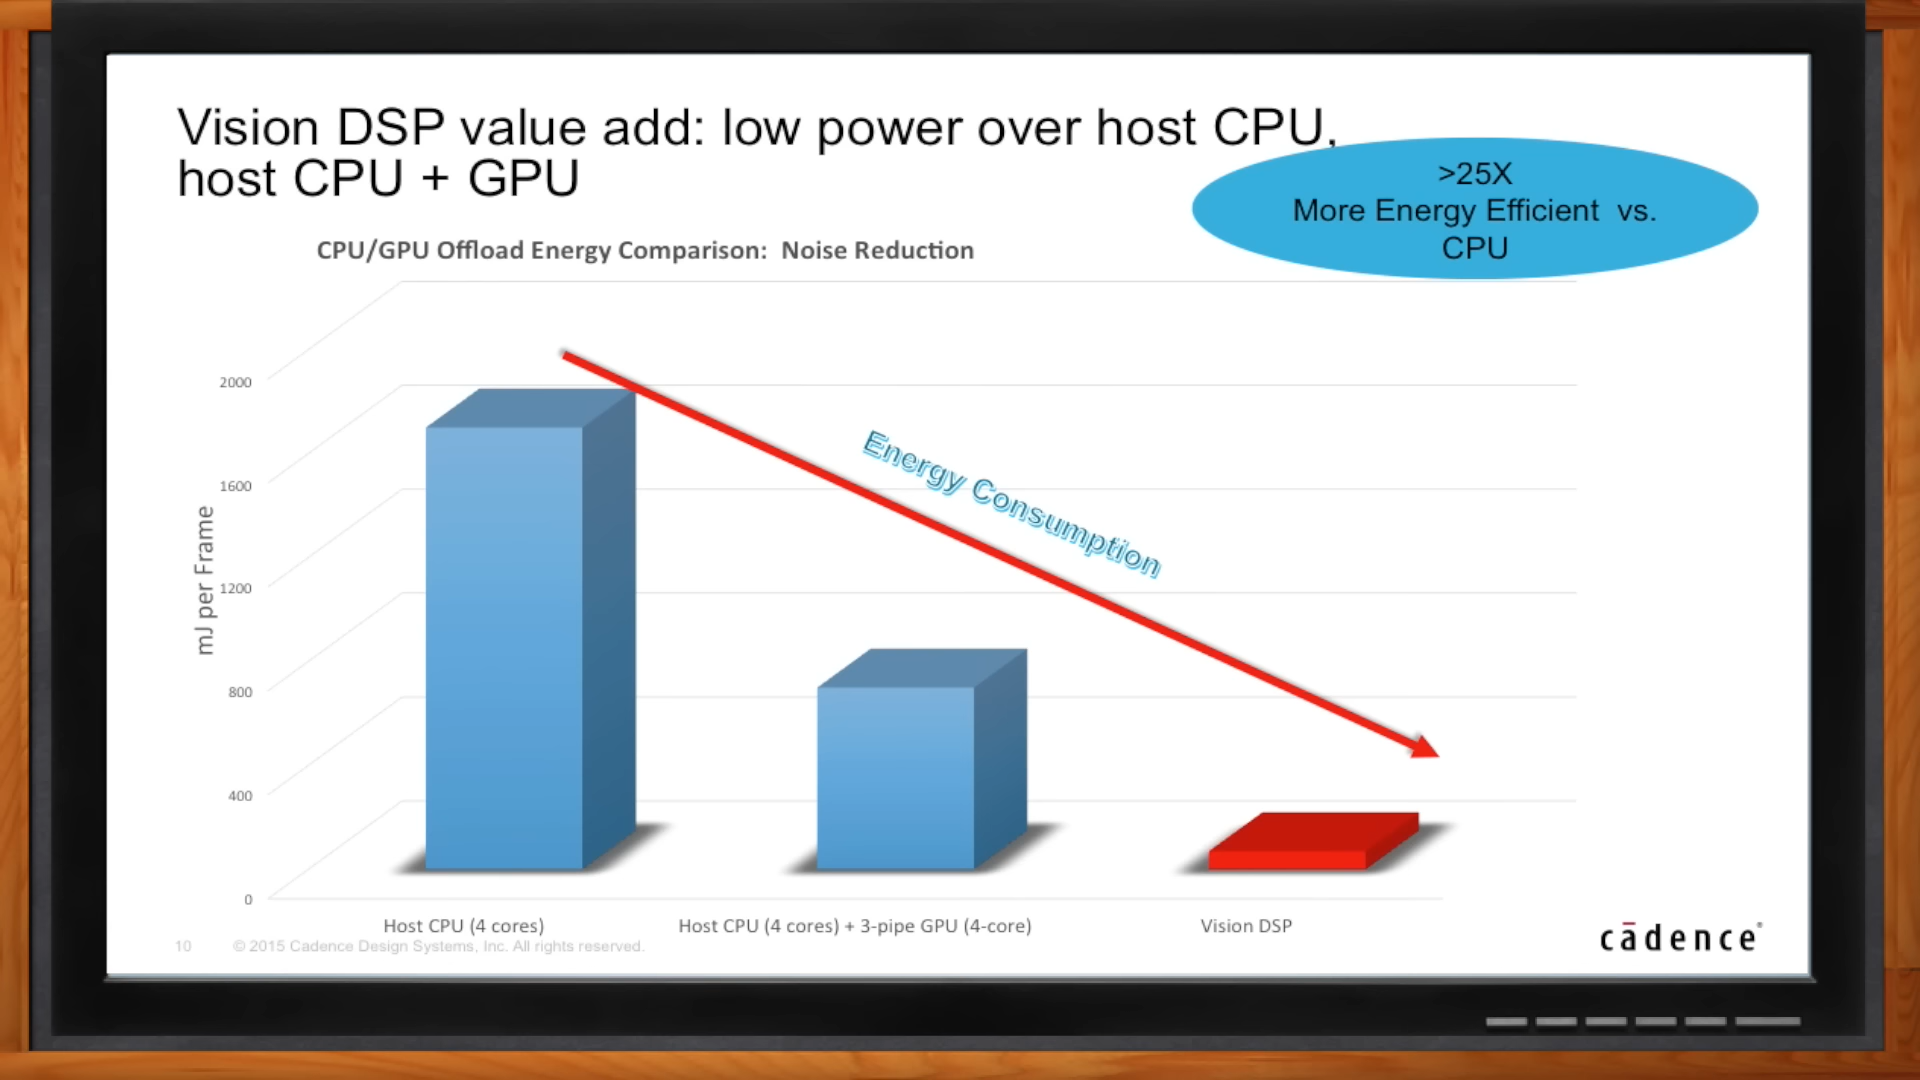 Vision DSP value add: low power over host CPU,
host CPU + GPU
>25X
More Energy Efficient vs.
CPU
CPU/GPU Offload Energy Comparison: Noise Reduction
2000
1600
1200
800
400
0
mJ per Frame
Energy Consumption
Host CPU (4 cores)
Host CPU (4 cores) + 3-pipe GPU (4-core)
Vision DSP
10
© 2015 Cadence Design Systems, Inc. All rights reserved.
cādence®